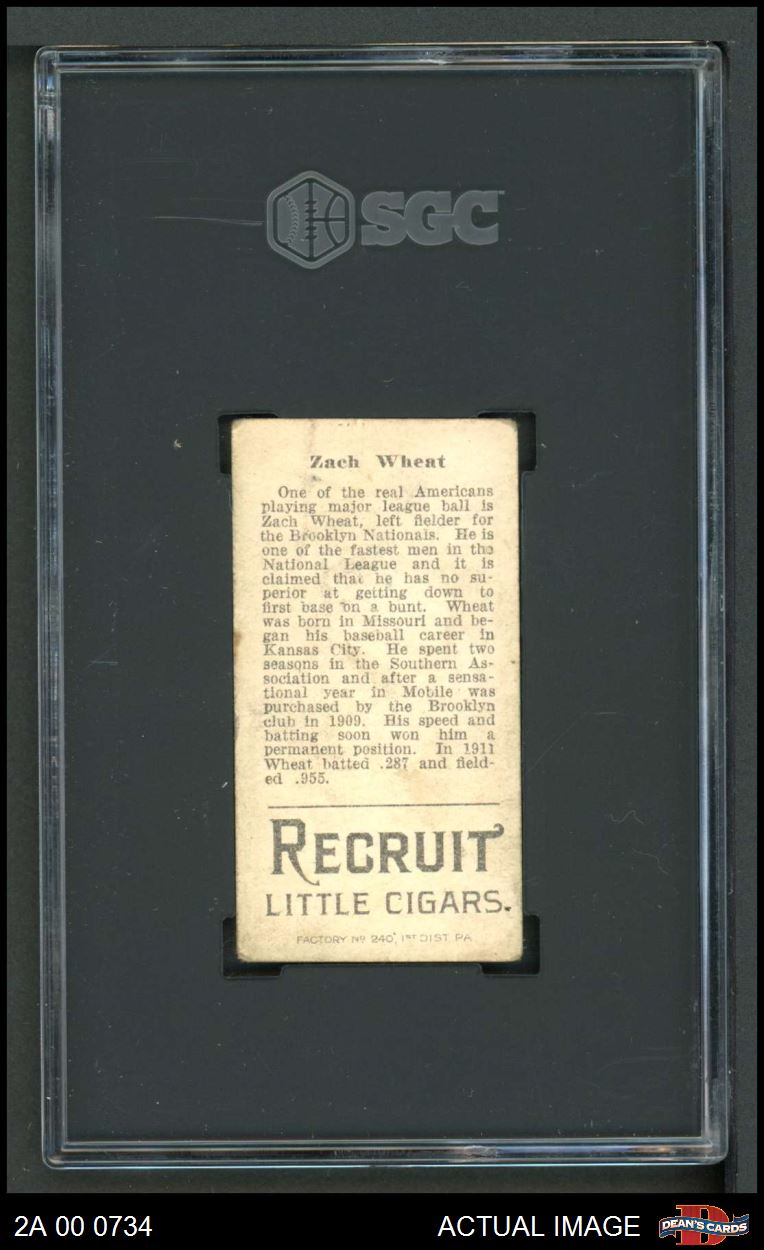 SGC
Zach Wheat
One of the real Americans
playing major league ball is
Zach Wheat, left fielder for
the Brooklyn Nationals. He is
one of the fastest men in the
National League and it is
claimed that he has no su-
perior at getting down to
first base on a bunt. Wheat
was born in Missouri and be-
gan his baseball career in
Kansas City. He spent two
seasons in the Southern As-
sociation and after a sensa-
tional year in Mobile was
purchased by the Brooklyn
club in 1909. His speed and
batting soon won him a
permanent position. In 1911
Wheat batted .287 and field-
ed .955.
RECRUIT
LITTLE CIGARS.
FACTORY Nº 240, 1ST DIST. PA.
2A 00 0734
ACTUAL IMAGE
DEAN'S CARDS